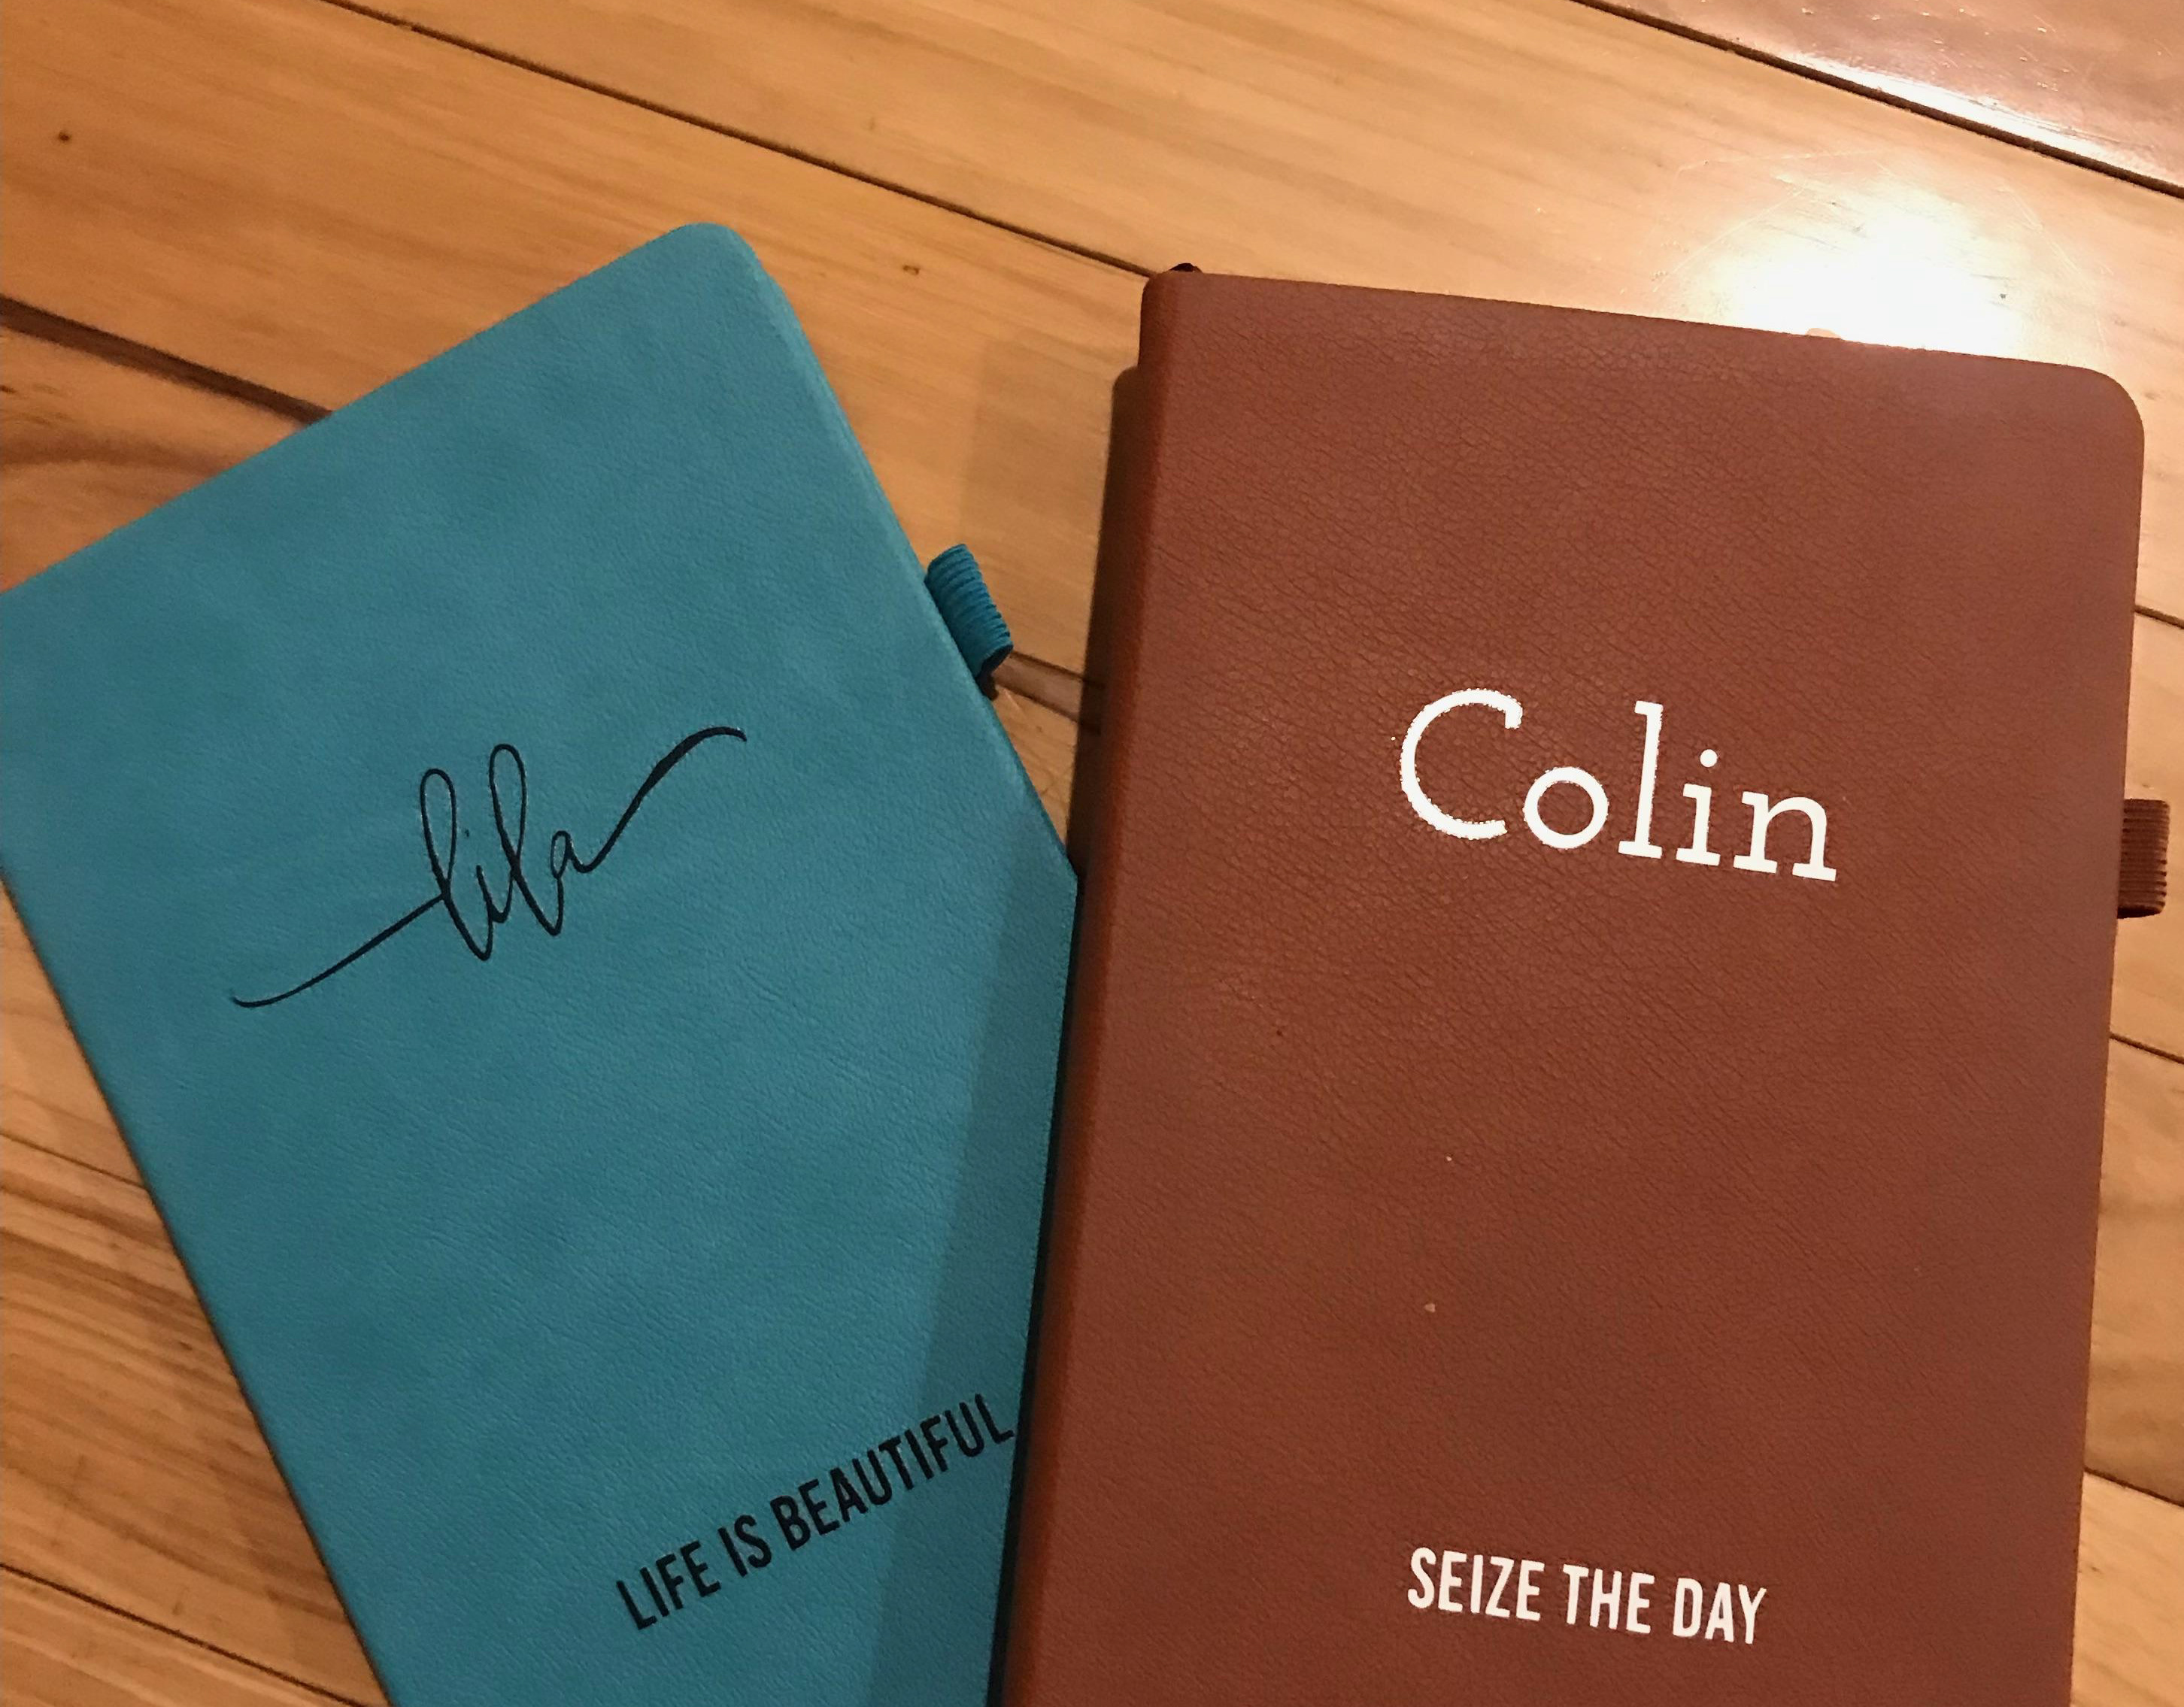 lila
LIFE IS BEAUTIFUL
Colin
SEIZE THE DAY